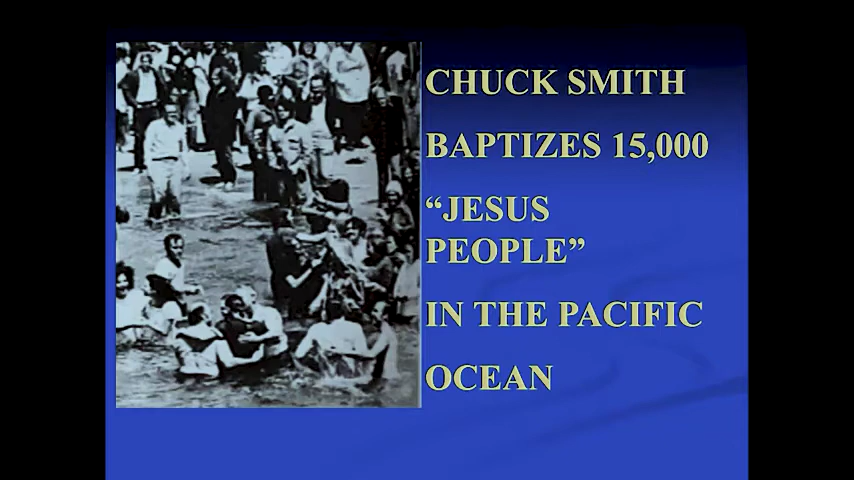 CHUCK SMITH
BAPTIZES 15,000
“JESUS
PEOPLE”
IN THE PACIFIC
OCEAN